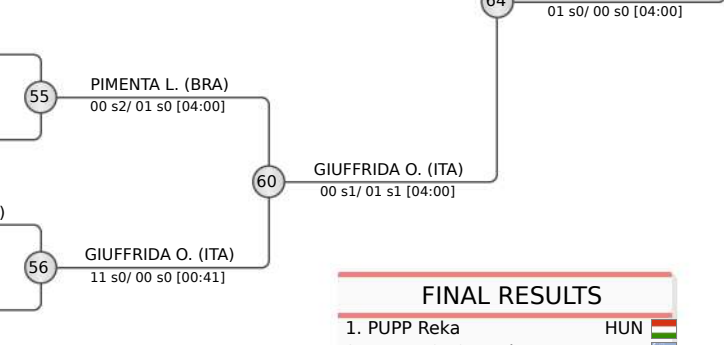 64
01 s0/ 00 s0 [04:00]
55
PIMENTA L. (BRA)
00 s2/ 01 s0 [04:00]
60
GIUFFRIDA O. (ITA)
00 s1/ 01 s1 [04:00]
)
56
GIUFFRIDA O. (ITA)
11 s0/ 00 s0 [00:41]
FINAL RESULTS
1. PUPP Reka HUN